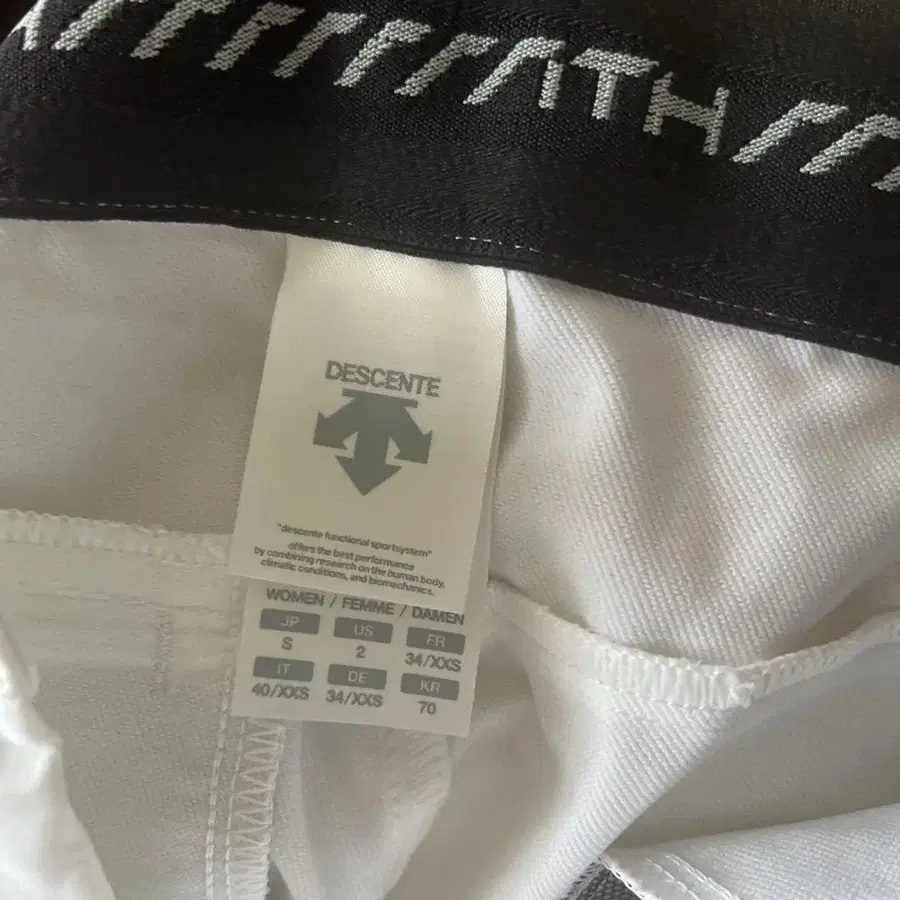 ITH
DESCENTE
"descente functional sportsystem"
offers the best performance
by combining research on the human body,
climatic conditions, and biomechanics.
WOMEN / FEMME / DAMEN
JP US FR
S 2 34/XXS
IT DE KR
40/XXS 34/XXS 70